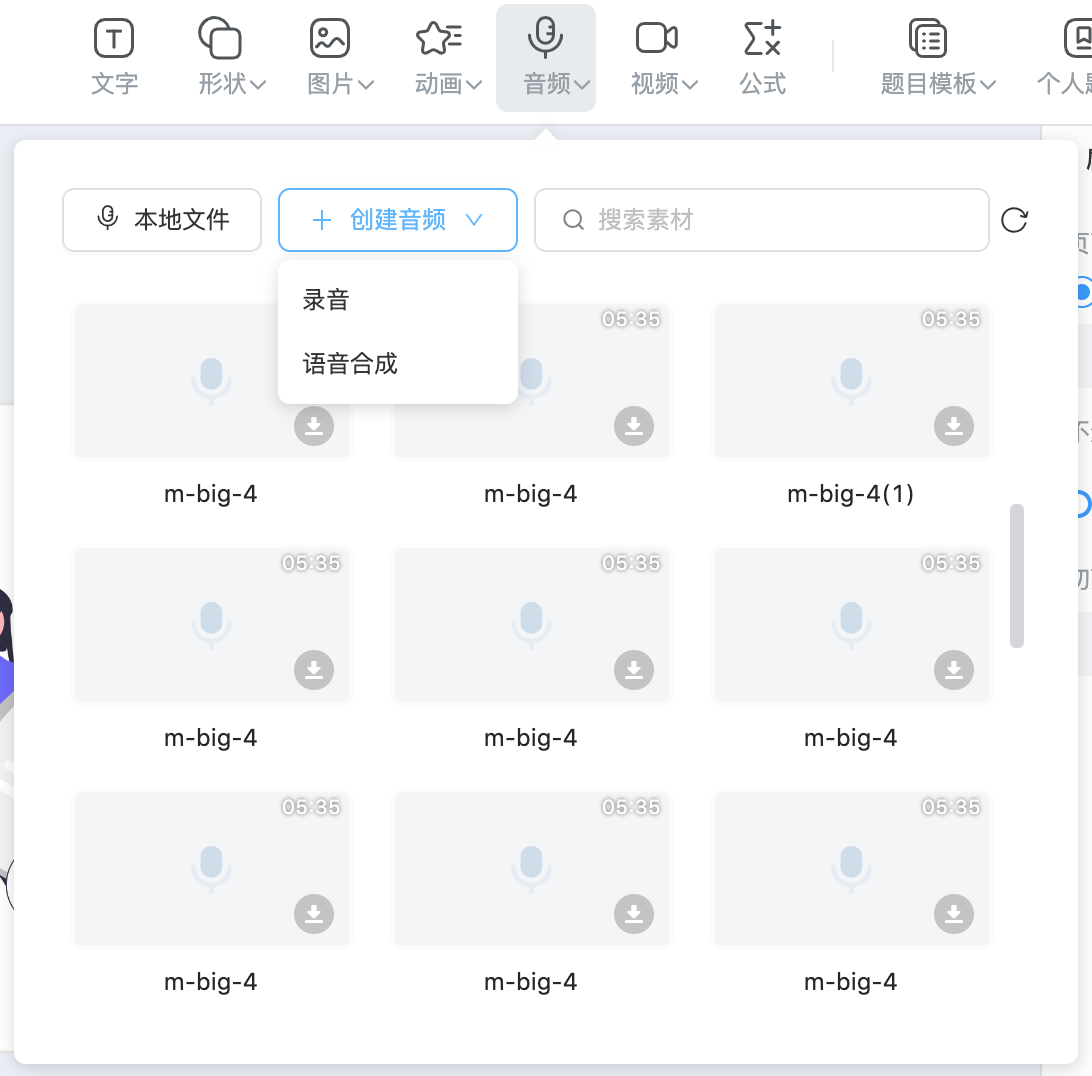 文字
形状
图片
动画
音频
视频
公式
题目模板
个人
本地文件
创建音频
搜索素材
录音
语音合成
05:35
05:35
m-big-4
m-big-4
m-big-4(1)
05:35
05:35
05:35
m-big-4
m-big-4
m-big-4
05:35
05:35
05:35
m-big-4
m-big-4
m-big-4